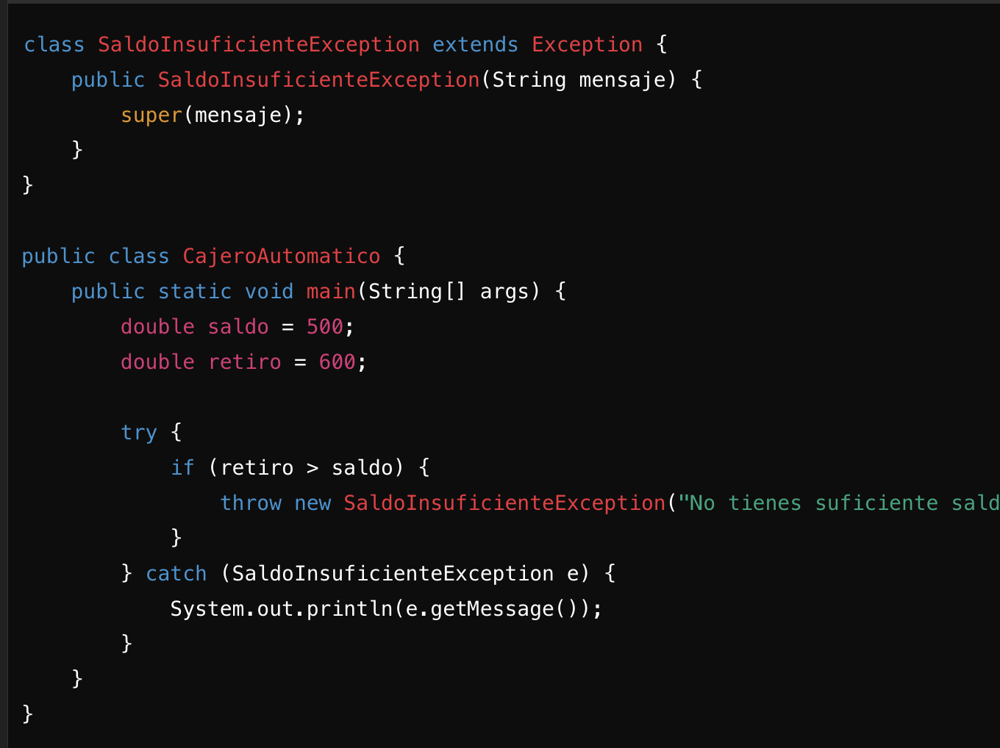 class SaldoInsuficienteException extends Exception {
    public SaldoInsuficienteException(String mensaje) {
        super(mensaje);
    }
}

public class CajeroAutomatico {
    public static void main(String[] args) {
        double saldo = 500;
        double retiro = 600;

        try {
            if (retiro > saldo) {
                throw new SaldoInsuficienteException("No tienes suficiente sald
            }
        } catch (SaldoInsuficienteException e) {
            System.out.println(e.getMessage());
        }
    }
}